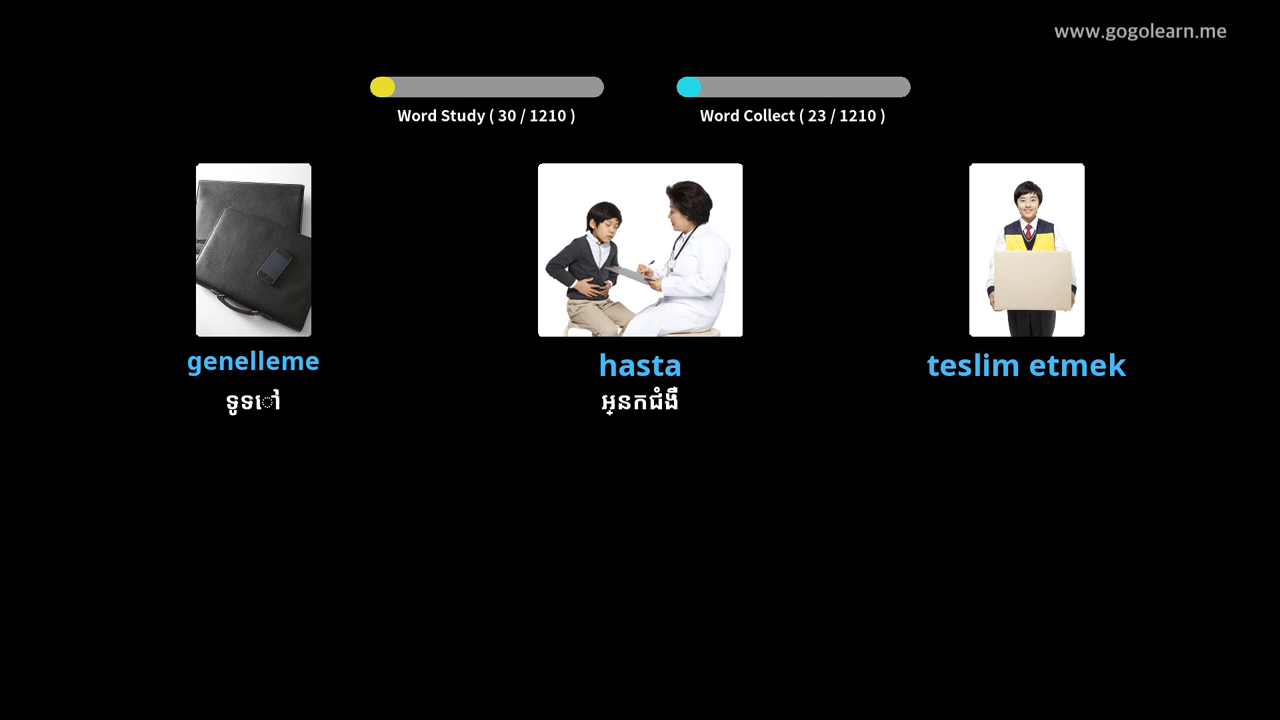 www.gogolearn.me
Word Study ( 30 / 1210 )
Word Collect ( 23 / 1210 )
genelleme
ទូទៅ
hasta
អ្នកជំងឺ
teslim etmek